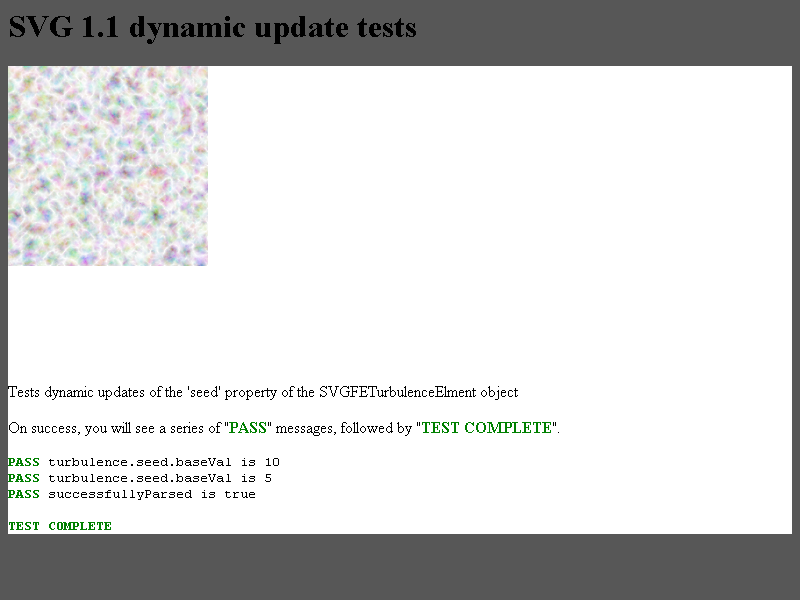 SVG 1.1 dynamic update tests
Tests dynamic updates of the 'seed' property of the SVGFETurbulenceElment object
On success, you will see a series of "PASS" messages, followed by "TEST COMPLETE".
PASS turbulence.seed.baseVal is 10
PASS turbulence.seed.baseVal is 5
PASS successfullyParsed is true
TEST COMPLETE